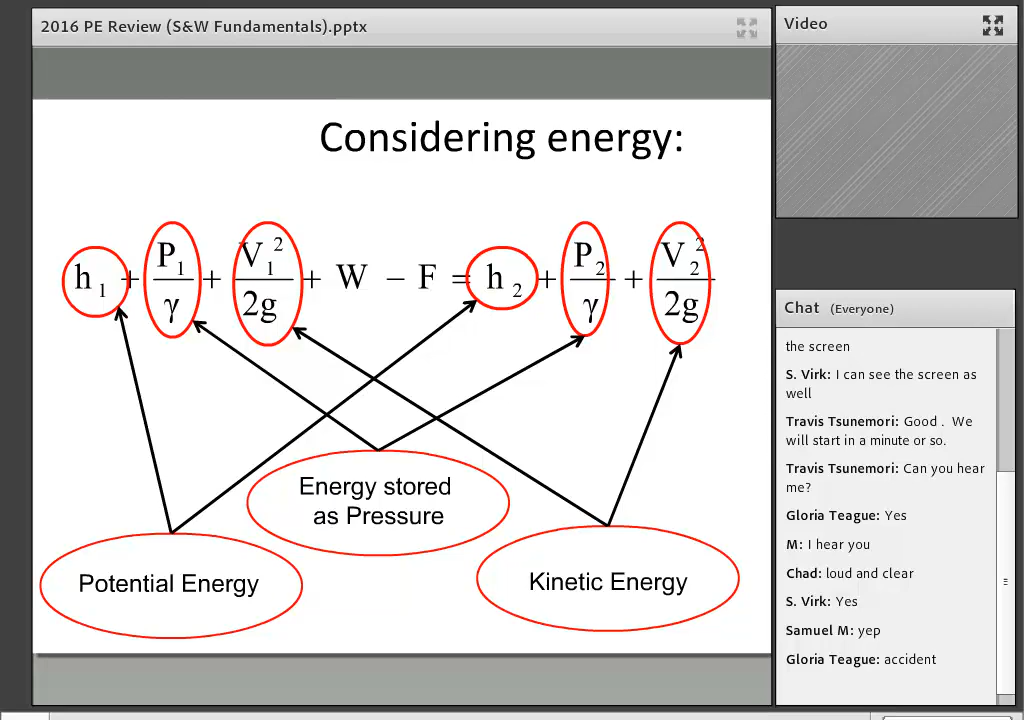 2016 PE Review (S&W Fundamentals).pptx
Considering energy:
h₁ + P₁/γ + V₁²/2g + W − F = h₂ + P₂/γ + V₂²/2g
Energy stored
as Pressure
Potential Energy
Kinetic Energy
Video
Chat (Everyone)
the screen
S. Virk: I can see the screen as
well
Travis Tsunemori: Good . We
will start in a minute or so.
Travis Tsunemori: Can you hear
me?
Gloria Teague: Yes
M: I hear you
Chad: loud and clear
S. Virk: Yes
Samuel M: yep
Gloria Teague: accident